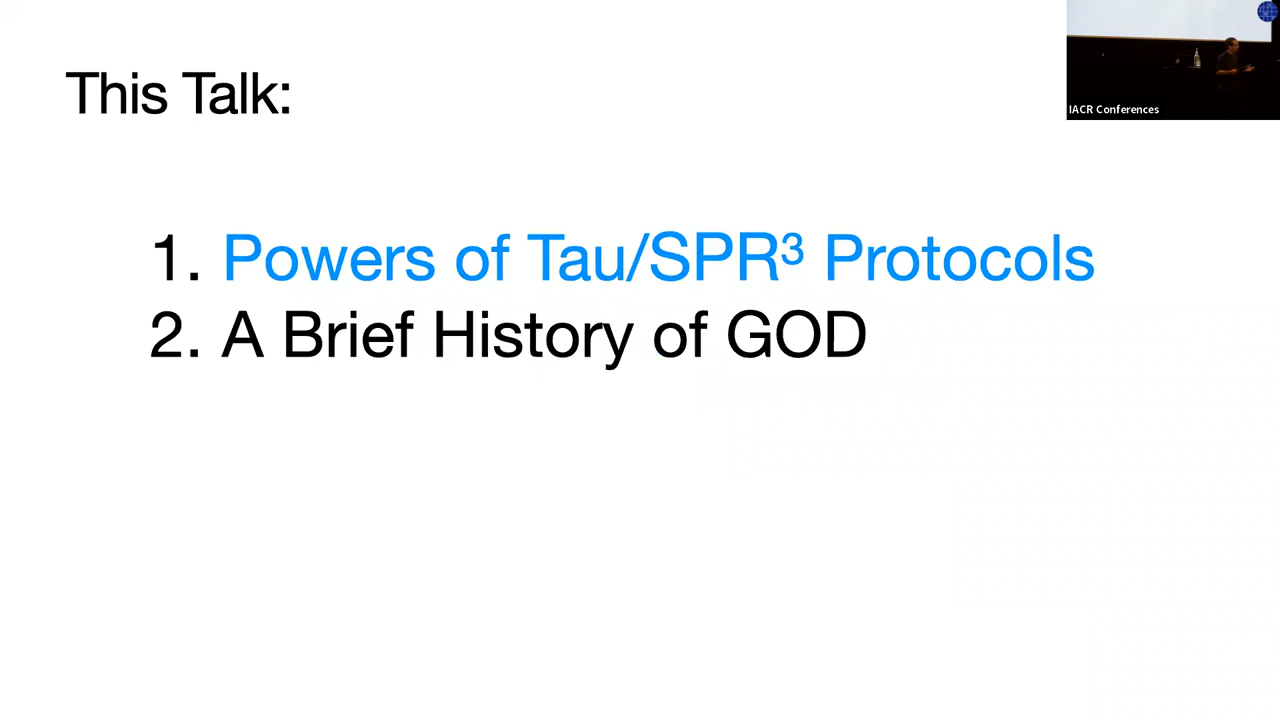 This Talk:
IACR Conferences
1. Powers of Tau/SPR³ Protocols
2. A Brief History of GOD